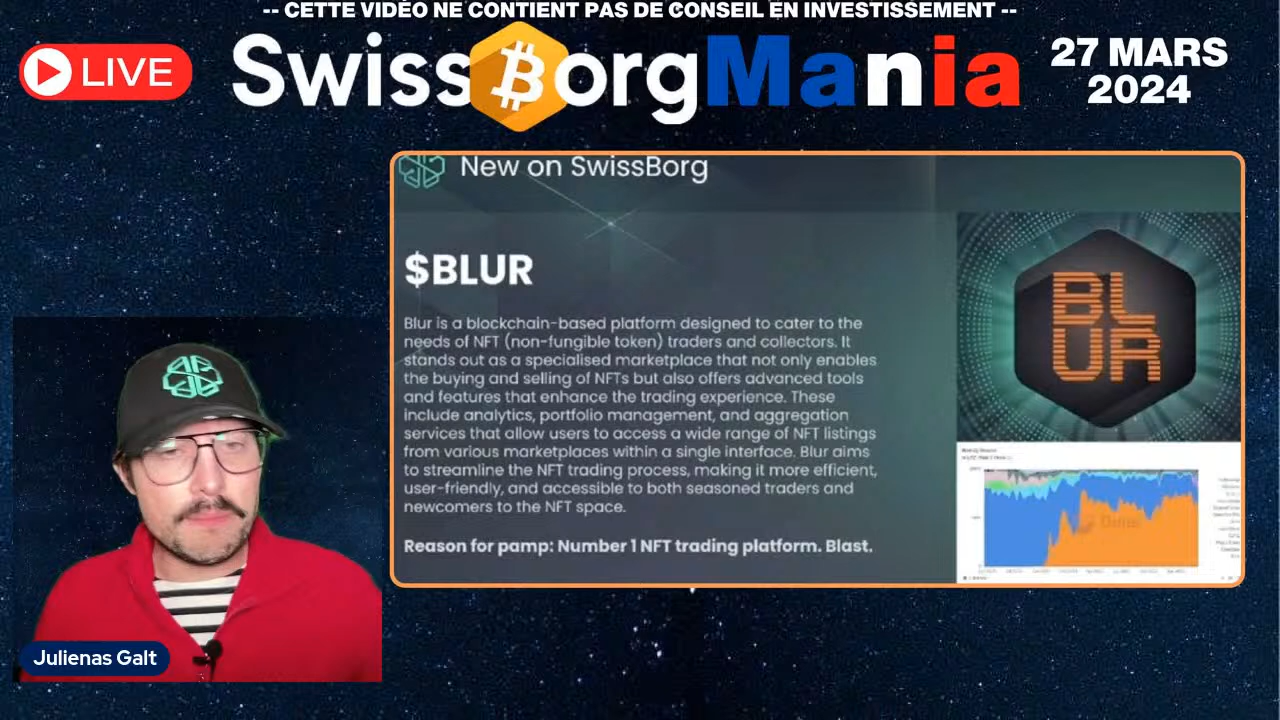 -- CETTE VIDÉO NE CONTIENT PAS DE CONSEIL EN INVESTISSEMENT --
LIVE
SwissBorgMania
27 MARS
2024
New on SwissBorg
$BLUR
Blur is a blockchain-based platform designed to cater to the
needs of NFT (non-fungible token) traders and collectors. It
stands out as a specialised marketplace that not only enables
the buying and selling of NFTs but also offers advanced tools
and features that enhance the trading experience. These
include analytics, portfolio management, and aggregation
services that allow users to access a wide range of NFT listings
from various marketplaces within a single interface. Blur aims
to streamline the NFT trading process, making it more efficient,
user-friendly, and accessible to both seasoned traders and
newcomers to the NFT space.
Reason for pamp: Number 1 NFT trading platform. Blast.
BL
UR
Julienas Galt